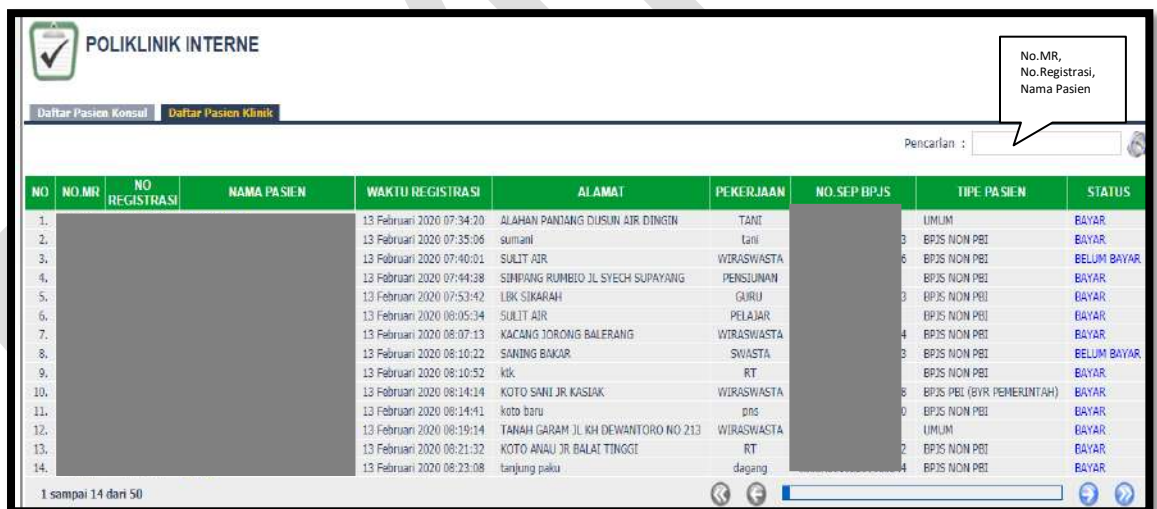 POLIKLINIK INTERNE
No.MR,
No.Registrasi,
Nama Pasien
Daftar Pasien Konsul Daftar Pasien Klinik
Pencarian :
NO NO.MR NO REGISTRASI NAMA PASIEN WAKTU REGISTRASI ALAMAT PEKERJAAN NO.SEP BPJS TIPE PASIEN STATUS
1. 13 Februari 2020 07:34:20 ALAHAN PANJANG DUSUN AIR DINGIN TANI UMUM BAYAR
2. 13 Februari 2020 07:35:06 sumani tani 3 BPJS NON PBI BAYAR
3. 13 Februari 2020 07:40:01 SULIT AIR WIRASWASTA 6 BPJS NON PBI BELUM BAYAR
4. 13 Februari 2020 07:44:38 SIMPANG RUMBIO JL SYECH SUPAYANG PENSIUNAN BPJS NON PBI BAYAR
5. 13 Februari 2020 07:53:42 LBK SIKARAH GURU 3 BPJS NON PBI BAYAR
6. 13 Februari 2020 08:05:34 SULIT AIR PELAJAR BPJS NON PBI BAYAR
7. 13 Februari 2020 08:07:13 KACANG JORONG BALERANG WIRASWASTA 4 BPJS NON PBI BAYAR
8. 13 Februari 2020 08:10:22 SANING BAKAR SWASTA 3 BPJS NON PBI BELUM BAYAR
9. 13 Februari 2020 08:10:52 ktk RT BPJS NON PBI BAYAR
10. 13 Februari 2020 08:14:14 KOTO SANI JR KASIAK WIRASWASTA 8 BPJS PBI (BYR PEMERINTAH) BAYAR
11. 13 Februari 2020 08:14:41 koto baru pns 0 BPJS NON PBI BAYAR
12. 13 Februari 2020 08:19:14 TANAH GARAM JL KH DEWANTORO NO 213 WIRASWASTA UMUM BAYAR
13. 13 Februari 2020 08:21:32 KOTO ANAU JR BALAI TINGGI RT 2 BPJS NON PBI BAYAR
14. 13 Februari 2020 08:23:08 tanjung paku dagang 4 BPJS NON PBI BAYAR
1 sampai 14 dari 50